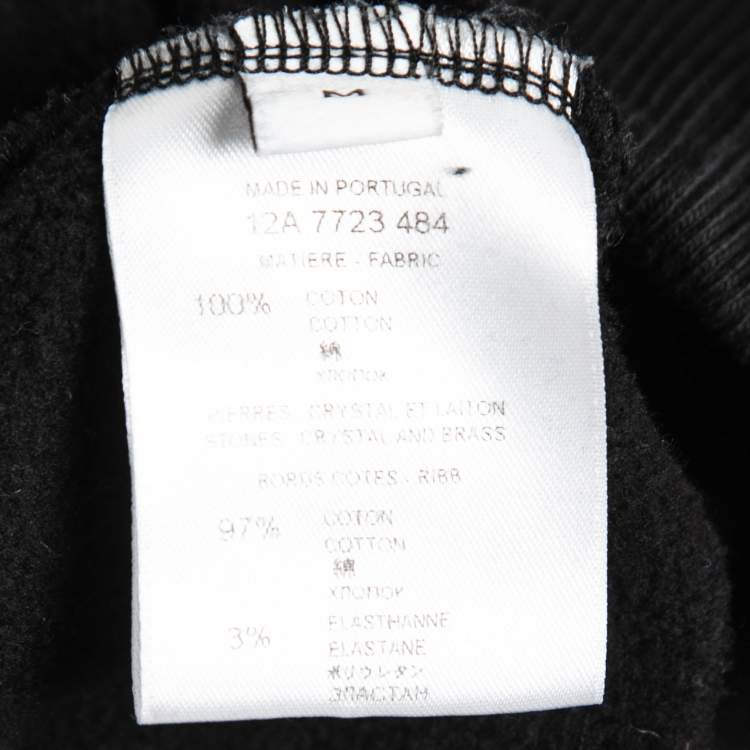 M
MADE IN PORTUGAL
12A 7723 484
MATIERE - FABRIC
100% COTON
COTTON
綿
ХЛОПОК
PIERRES : CRYSTAL ET LAITON
STONES : CRYSTAL AND BRASS
BORDS COTES - RIBB
97% COTON
COTTON
綿
ХЛОПОК
3% ELASTHANNE
ELASTANE
ポリウレタン
ЭЛАСТАН